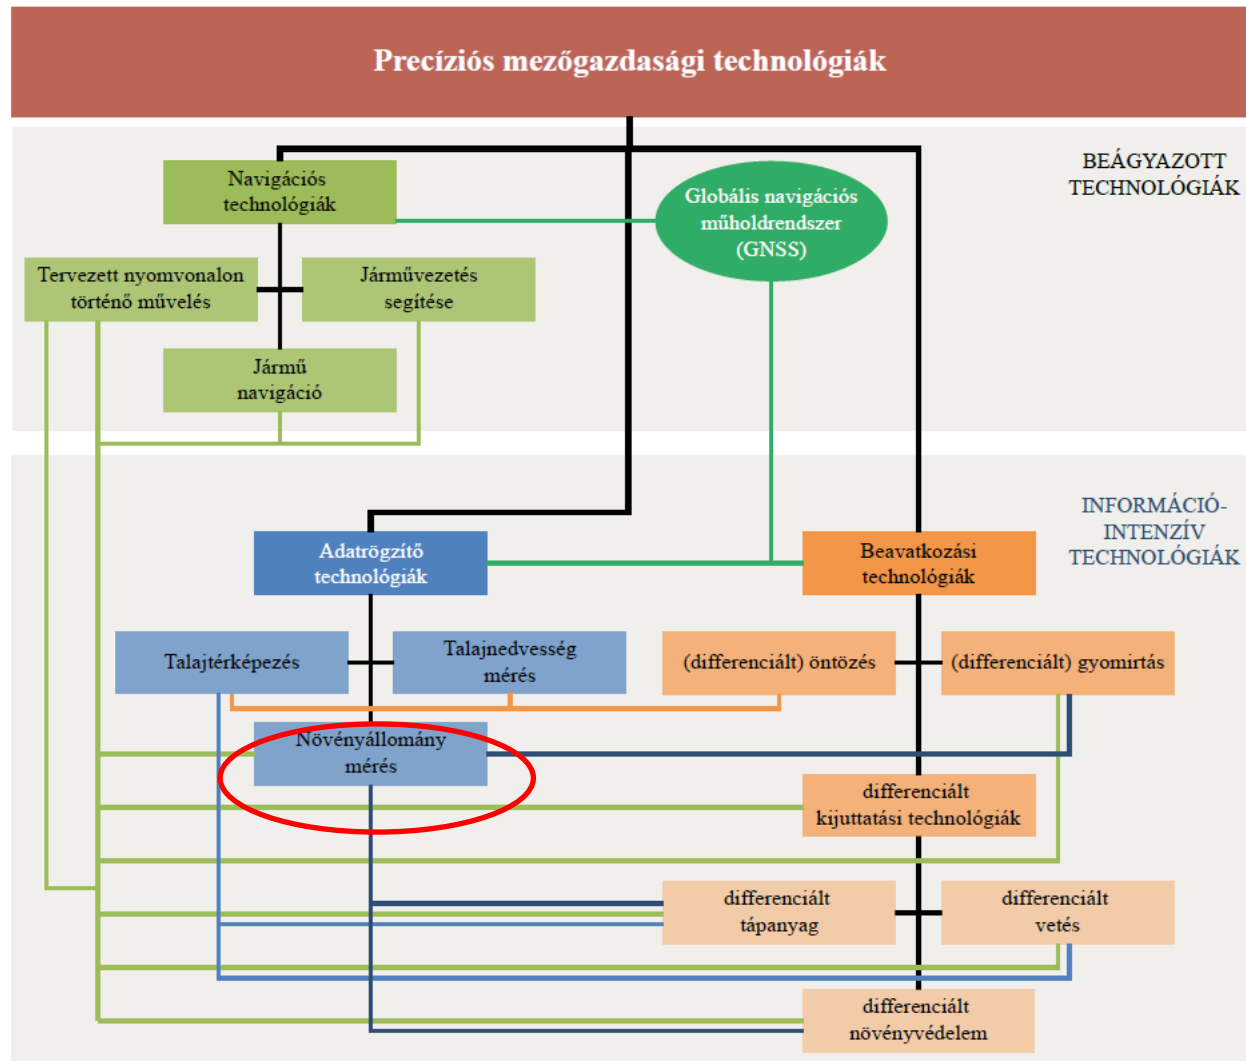 Precíziós mezőgazdasági technológiák
BEÁGYAZOTT
TECHNOLÓGIÁK
Navigációs
technológiák
Globális navigációs
műholdrendszer
(GNSS)
Tervezett nyomvonalon
történő művelés
Járművezetés
segítése
Jármű
navigáció
INFORMÁCIÓ-
INTENZÍV
TECHNOLÓGIÁK
Adatrögzítő
technológiák
Beavatkozási
technológiák
Talajtérképezés
Talajnedvesség
mérés
(differenciált) öntözés
(differenciált) gyomirtás
Növényállomány
mérés
differenciált
kijuttatási technológiák
differenciált
tápanyag
differenciált
vetés
differenciált
növényvédelem